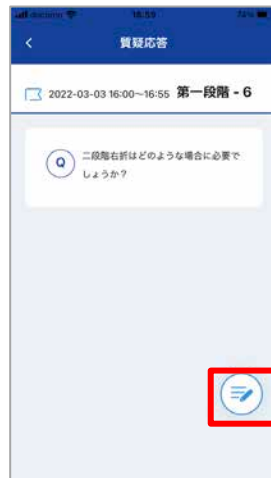 docomo 18:59 74%
質疑応答
2022-03-03 16:00~16:55 第一段階 - 6
Q 二段階右折はどのような場合に必要で
しょうか?